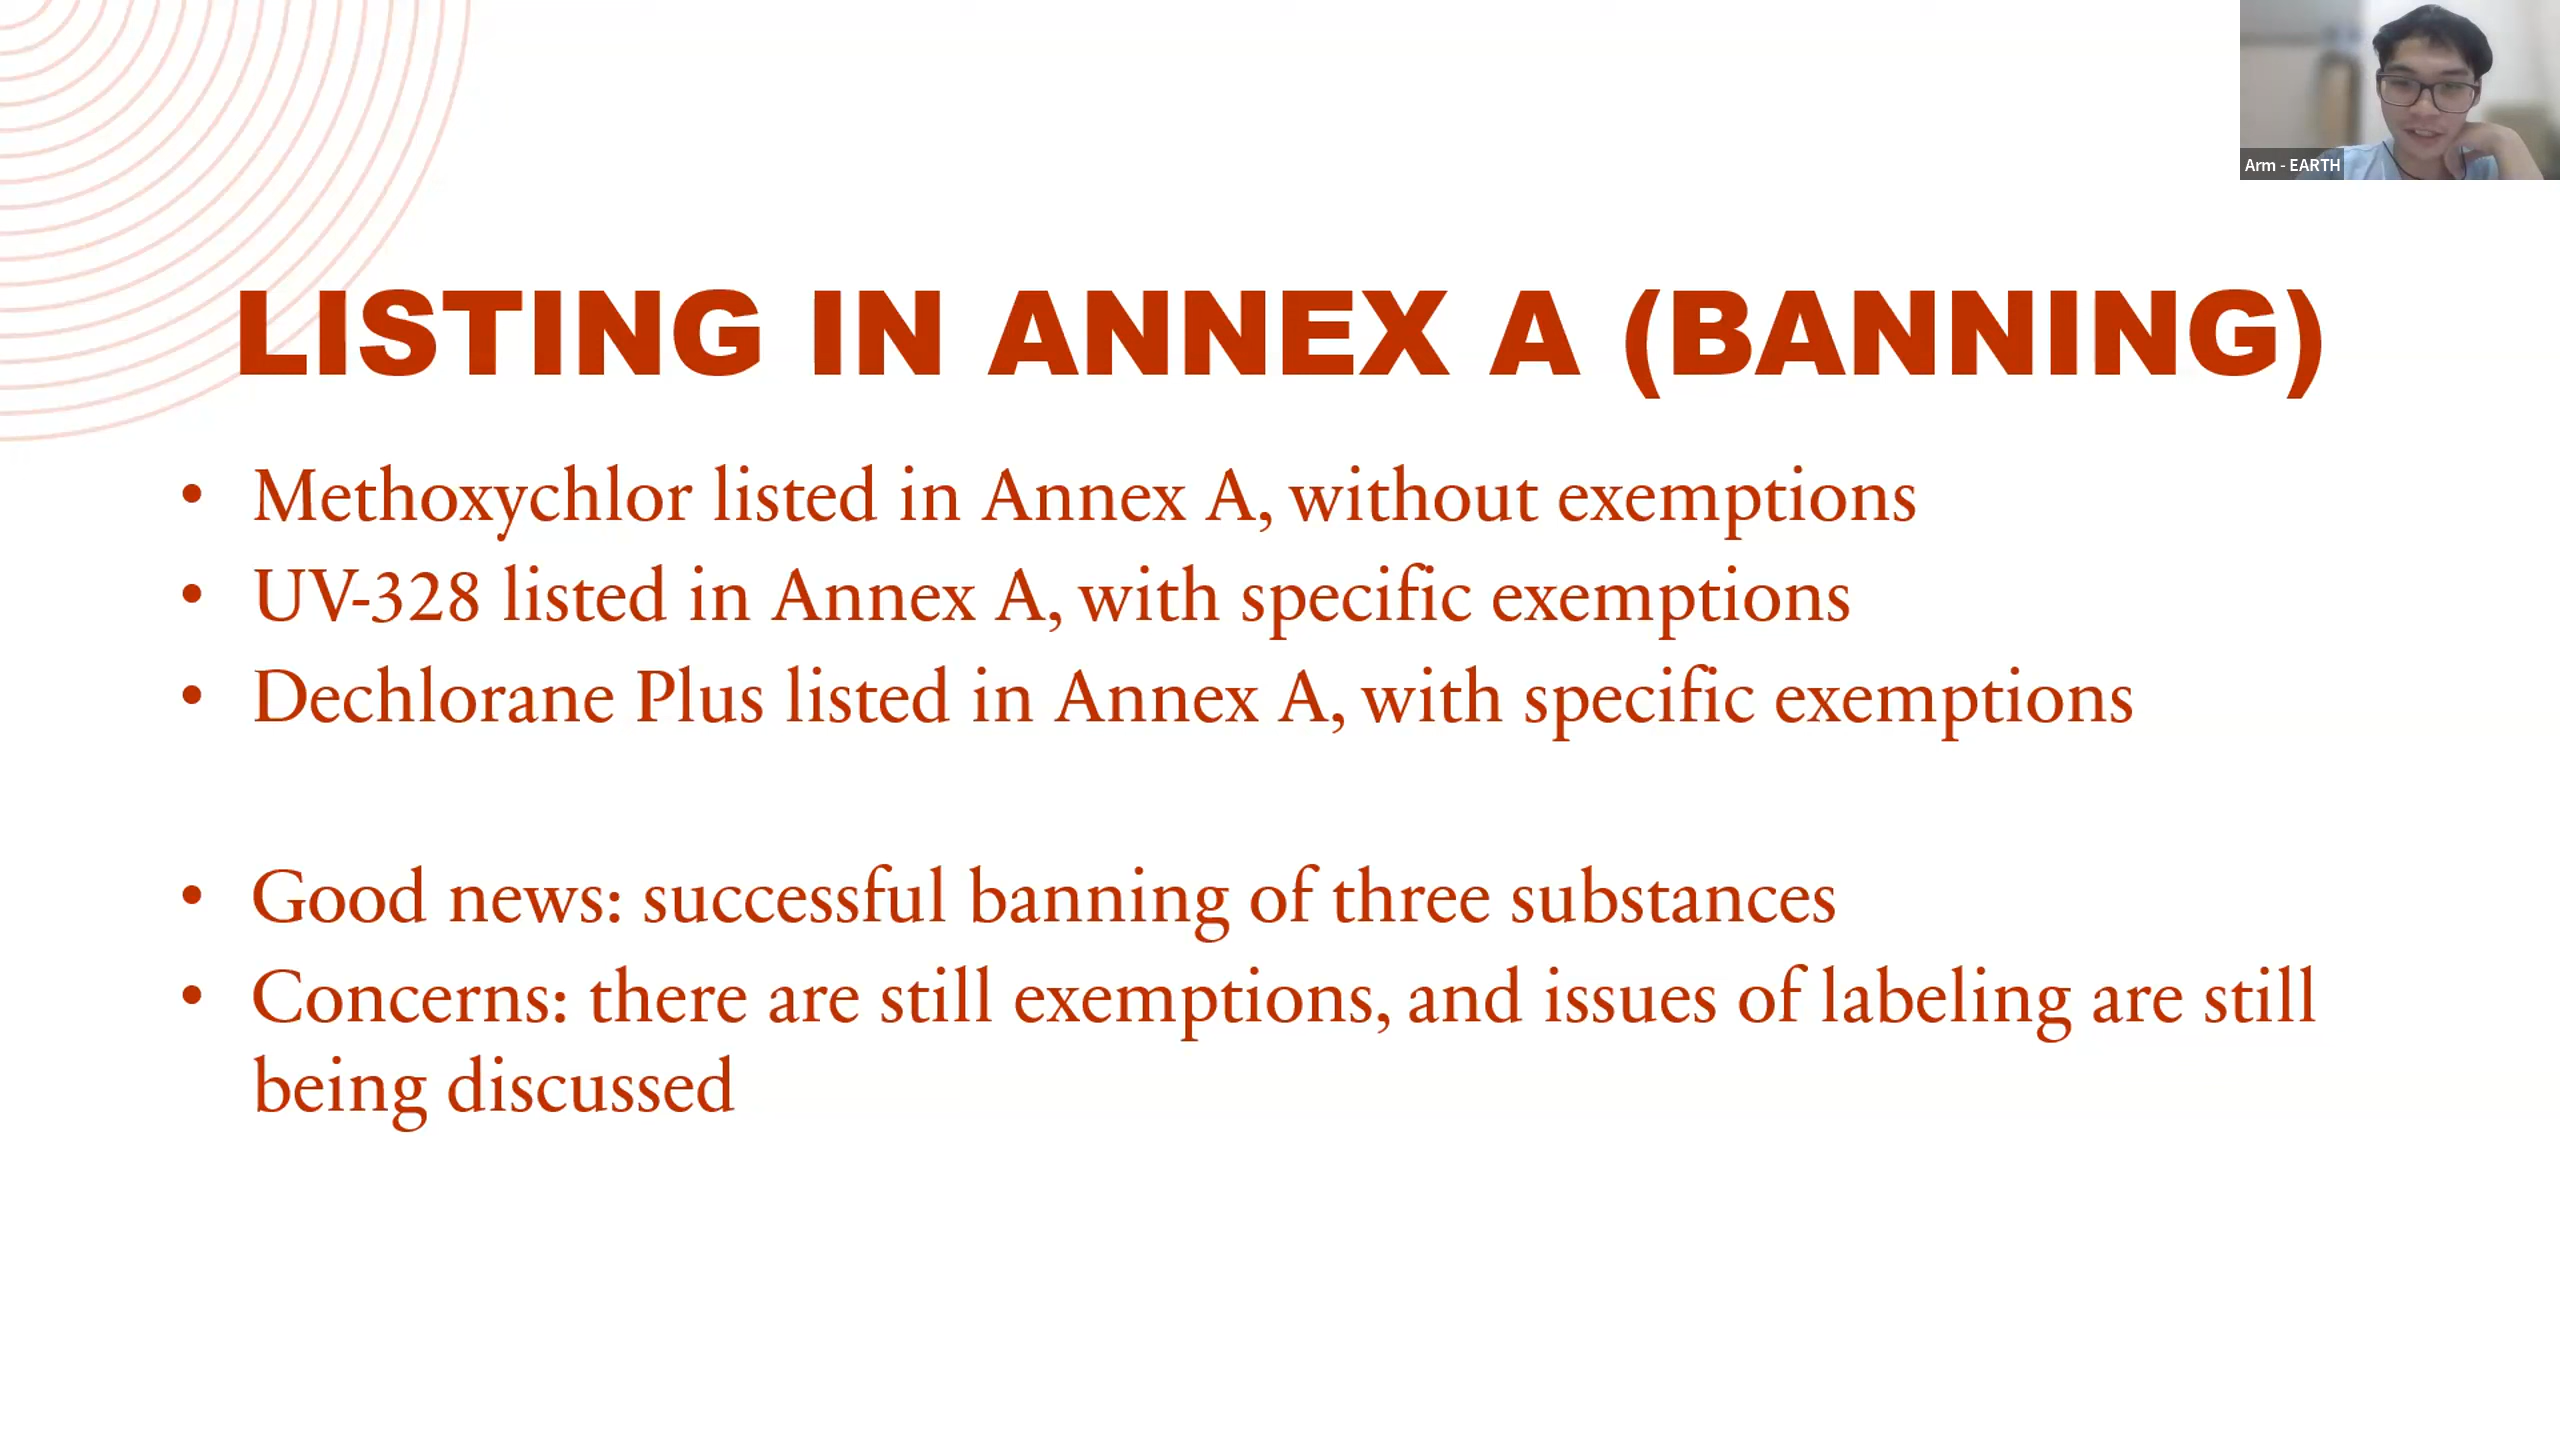 Arm - EARTH
LISTING IN ANNEX A (BANNING)
• Methoxychlor listed in Annex A, without exemptions
• UV-328 listed in Annex A, with specific exemptions
• Dechlorane Plus listed in Annex A, with specific exemptions
• Good news: successful banning of three substances
• Concerns: there are still exemptions, and issues of labeling are still
being discussed